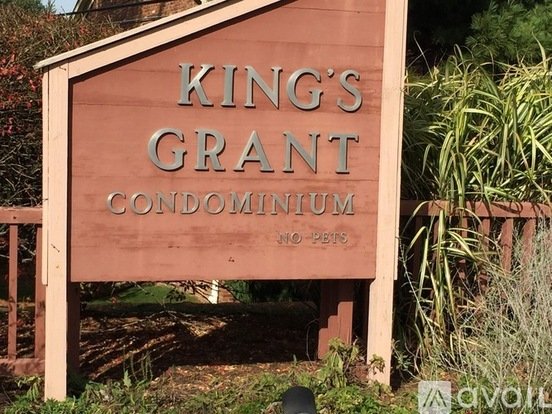 KING'S
GRANT
CONDOMINIUM
NO PETS
avail